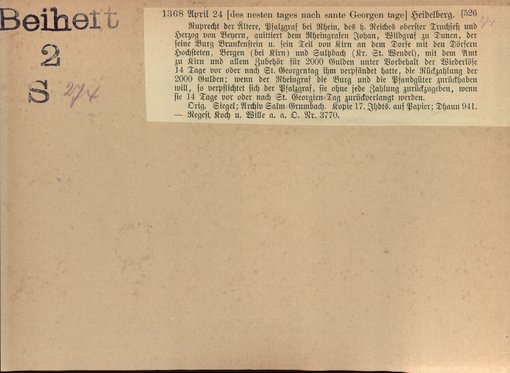 Beiheft
2
S 274
1368 April 24 [des nesten tages nach sante Georgen tage] Heidelberg. [526
Ruprecht der Ältere, Pfalzgraf bei Rhein, des h. Reiches oberster Truchseß und
Herzog von Beyern, quittiert dem Rheingrafen Johan, Wildgraf zu Dunen, der
seine Burg Brunkenstein u. sein Teil von Kirn an dem Dorfe mit den Dörfern
Hochsteten, Bergen (bei Kirn) und Sulzbach (Kr. St. Wendel), mit dem Amt
zu Kirn und allem Zubehör für 2000 Gulden unter Vorbehalt der Wiederlöse
14 Tage vor oder nach St. Georgentag ihm verpfändet hatte, die Rückzahlung der
2000 Gulden; wenn der Rheingraf die Burg und die Pfandgüter zurückhaben
will, so verpflichtet sich der Pfalzgraf, sie ohne jede Zahlung zurückzugeben, wenn
sie 14 Tage vor oder nach St. Georgien-Tag zurückverlangt werden.
Orig. Siegel; Archiv Salm-Grumbach. Kopie 17. Jhdts. auf Papier; Dhaun 941.
— Regest Koch u. Wille a. a. O. Nr. 3770.